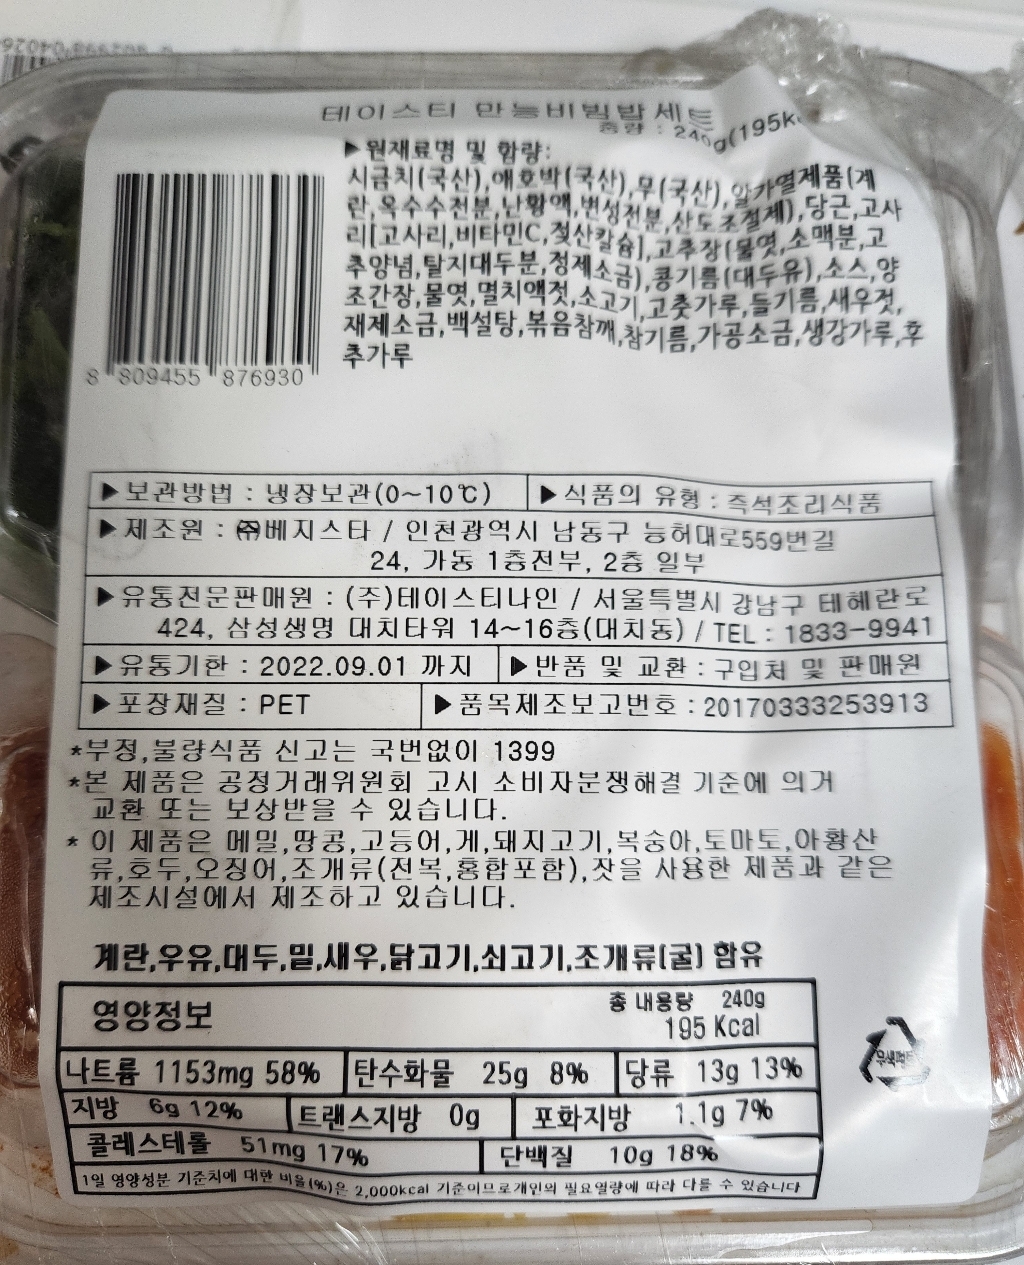 테이스티 만능비빔밥세트
중량 : 240g(195k
▶원재료명 및 함량:
시금치(국산),애호박(국산),무(국산),알가열제품(계
란,옥수수전분,난황액,변성전분,산도조절제),당근,고사
리[고사리,비타민C,젖산칼슘],고추장(물엿,소맥분,고
추양념,탈지대두분,정제소금),콩기름(대두유),소스,양
조간장,물엿,멸치액젓,소고기,고춧가루,들기름,새우젓,
재제소금,백설탕,볶음참깨,참기름,가공소금,생강가루,후
추가루
8 809455 876930
▶보관방법 : 냉장보관(0~10℃) ▶식품의 유형 : 즉석조리식품
▶제조원 : ㈜베지스타 / 인천광역시 남동구 능허대로559번길
24, 가동 1층전부, 2층 일부
▶유통전문판매원 : (주)테이스티나인 / 서울특별시 강남구 테헤란로
424, 삼성생명 대치타워 14~16층(대치동) / TEL : 1833-9941
▶유통기한 : 2022.09.01 까지 ▶반품 및 교환 : 구입처 및 판매원
▶포장재질 : PET ▶품목제조보고번호 : 20170333253913
*부정,불량식품 신고는 국번없이 1399
*본 제품은 공정거래위원회 고시 소비자분쟁해결 기준에 의거
교환 또는 보상받을 수 있습니다.
* 이 제품은 메밀,땅콩,고등어,게,돼지고기,복숭아,토마토,아황산
류,호두,오징어,조개류(전복,홍합포함),잣을 사용한 제품과 같은
제조시설에서 제조하고 있습니다.
계란,우유,대두,밀,새우,닭고기,쇠고기,조개류(굴) 함유
영양정보 총 내용량 240g
195 Kcal
나트륨 1153mg 58% 탄수화물 25g 8% 당류 13g 13%
지방 6g 12% 트랜스지방 0g 포화지방 1.1g 7%
콜레스테롤 51mg 17% 단백질 10g 18%
1일 영양성분 기준치에 대한 비율(%)은 2,000kcal 기준이므로개인의 필요열량에 따라 다를 수 있습니다